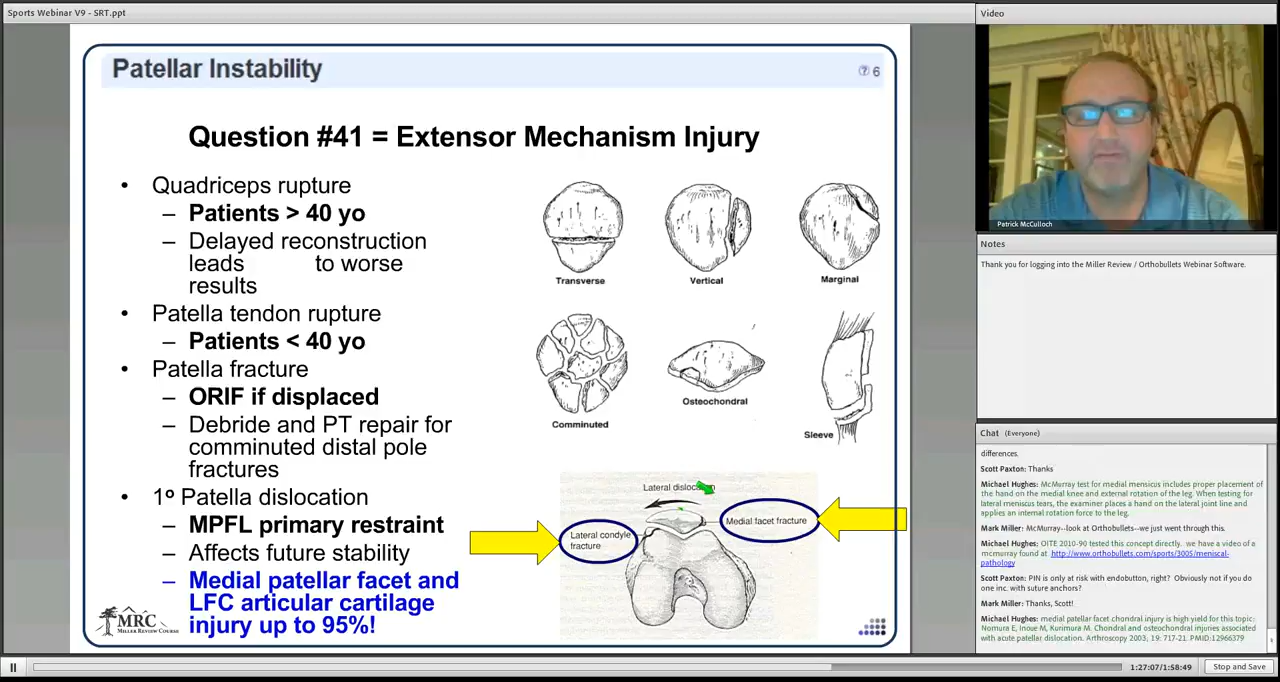 Sports Webinar V9 - SRT.ppt
Patellar Instability
6
Question #41 = Extensor Mechanism Injury
• Quadriceps rupture
– Patients > 40 yo
– Delayed reconstruction
leads to worse
results
• Patella tendon rupture
– Patients < 40 yo
• Patella fracture
– ORIF if displaced
– Debride and PT repair for
comminuted distal pole
fractures
• 1º Patella dislocation
– MPFL primary restraint
– Affects future stability
– Medial patellar facet and
LFC articular cartilage
injury up to 95%!
Transverse
Vertical
Marginal
Comminuted
Osteochondral
Sleeve
Lateral dislocation
Medial facet fracture
Lateral condyle
fracture
MRC
MILLER REVIEW COURSE
Video
Patrick McCulloch
Notes
Thank you for logging into the Miller Review / Orthobullets Webinar Software.
Chat (Everyone)
differences.
Scott Paxton: Thanks
Michael Hughes: McMurray test for medial meniscus includes proper placement of
the hand on the medial knee and external rotation of the leg. When testing for
lateral meniscus tears, the examiner places a hand on the lateral joint line and
applies an internal rotation force to the leg.
Mark Miller: McMurray--look at Orthobullets--we just went through this.
Michael Hughes: OITE 2010-90 tested this concept directly. we have a video of a
mcmurray found at http://www.orthobullets.com/sports/3005/meniscal-
pathology
Scott Paxton: PIN is only at risk with endobutton, right? Obviously not if you do
one inc. with suture anchors?
Mark Miller: Thanks, Scott!
Michael Hughes: medial patellar facet chondral injury is high yield for this topic:
Nomura E, Inoue M, Kurimura M. Chondral and osteochondral injuries associated
with acute patellar dislocation. Arthroscopy 2003; 19: 717-21. PMID:12966379
1:27:07/1:58:49
Stop and Save